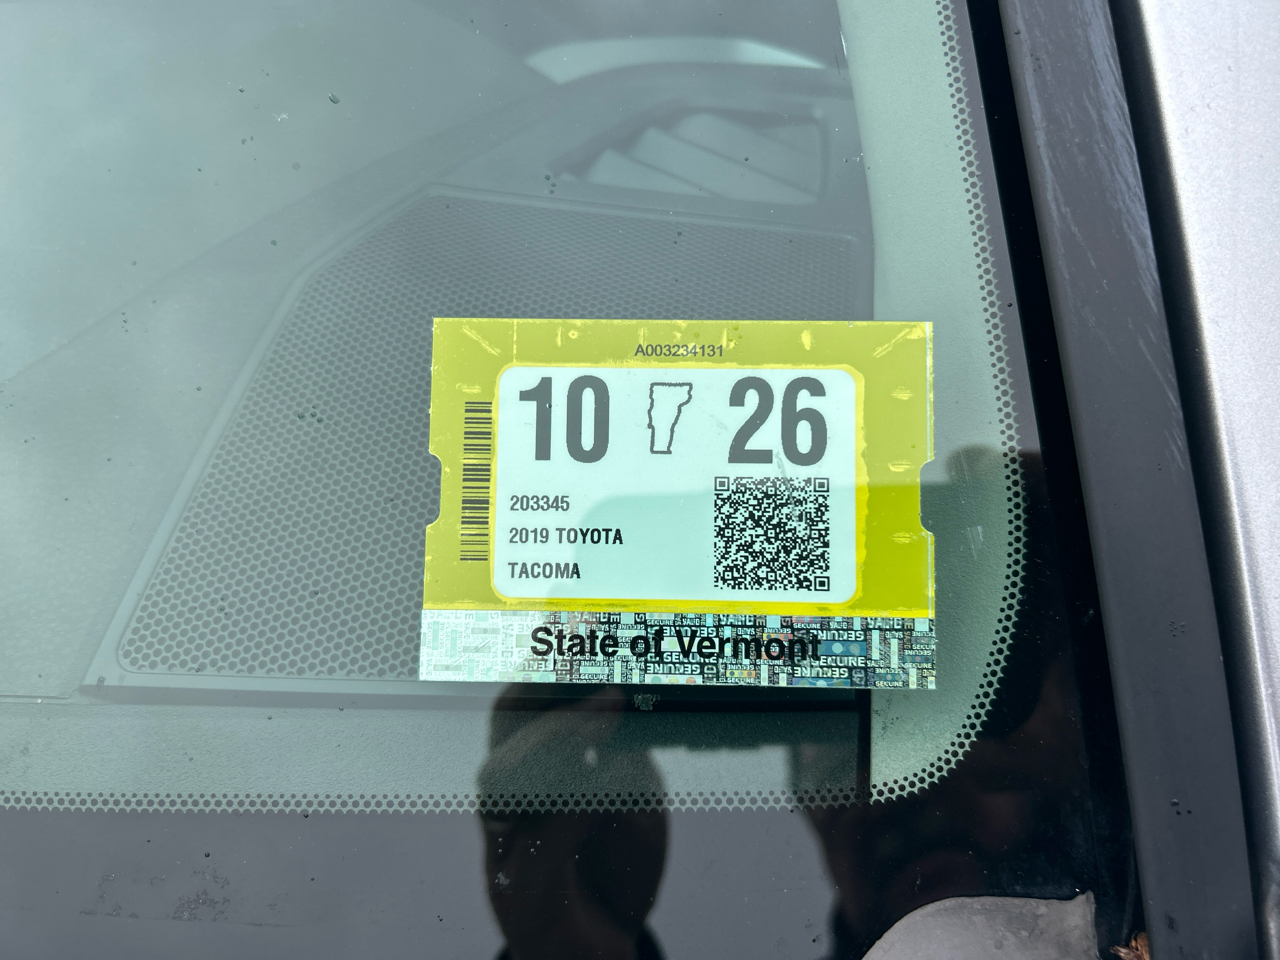 A003234131
10 26
203345
2019 TOYOTA
TACOMA
State of Vermont